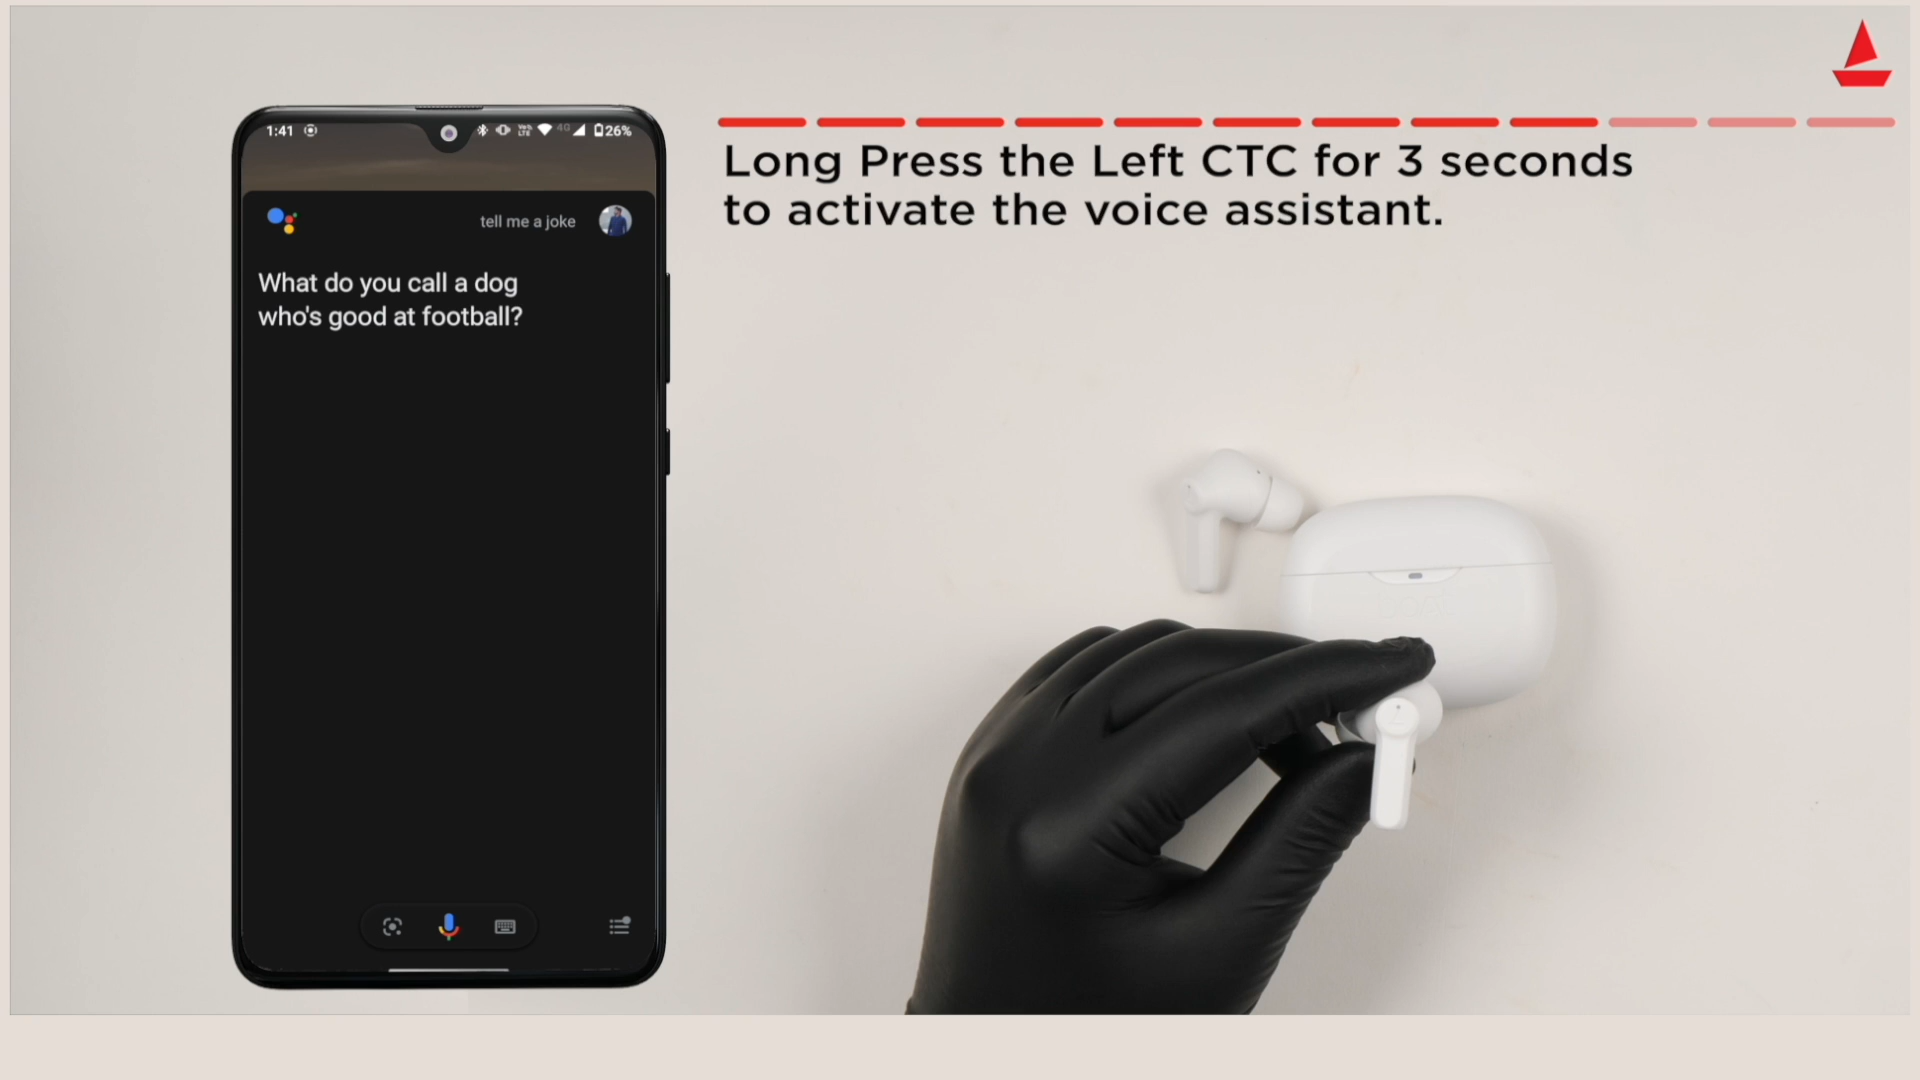 1:41
4G
26%
tell me a joke
What do you call a dog
who's good at football?
Long Press the Left CTC for 3 seconds
to activate the voice assistant.